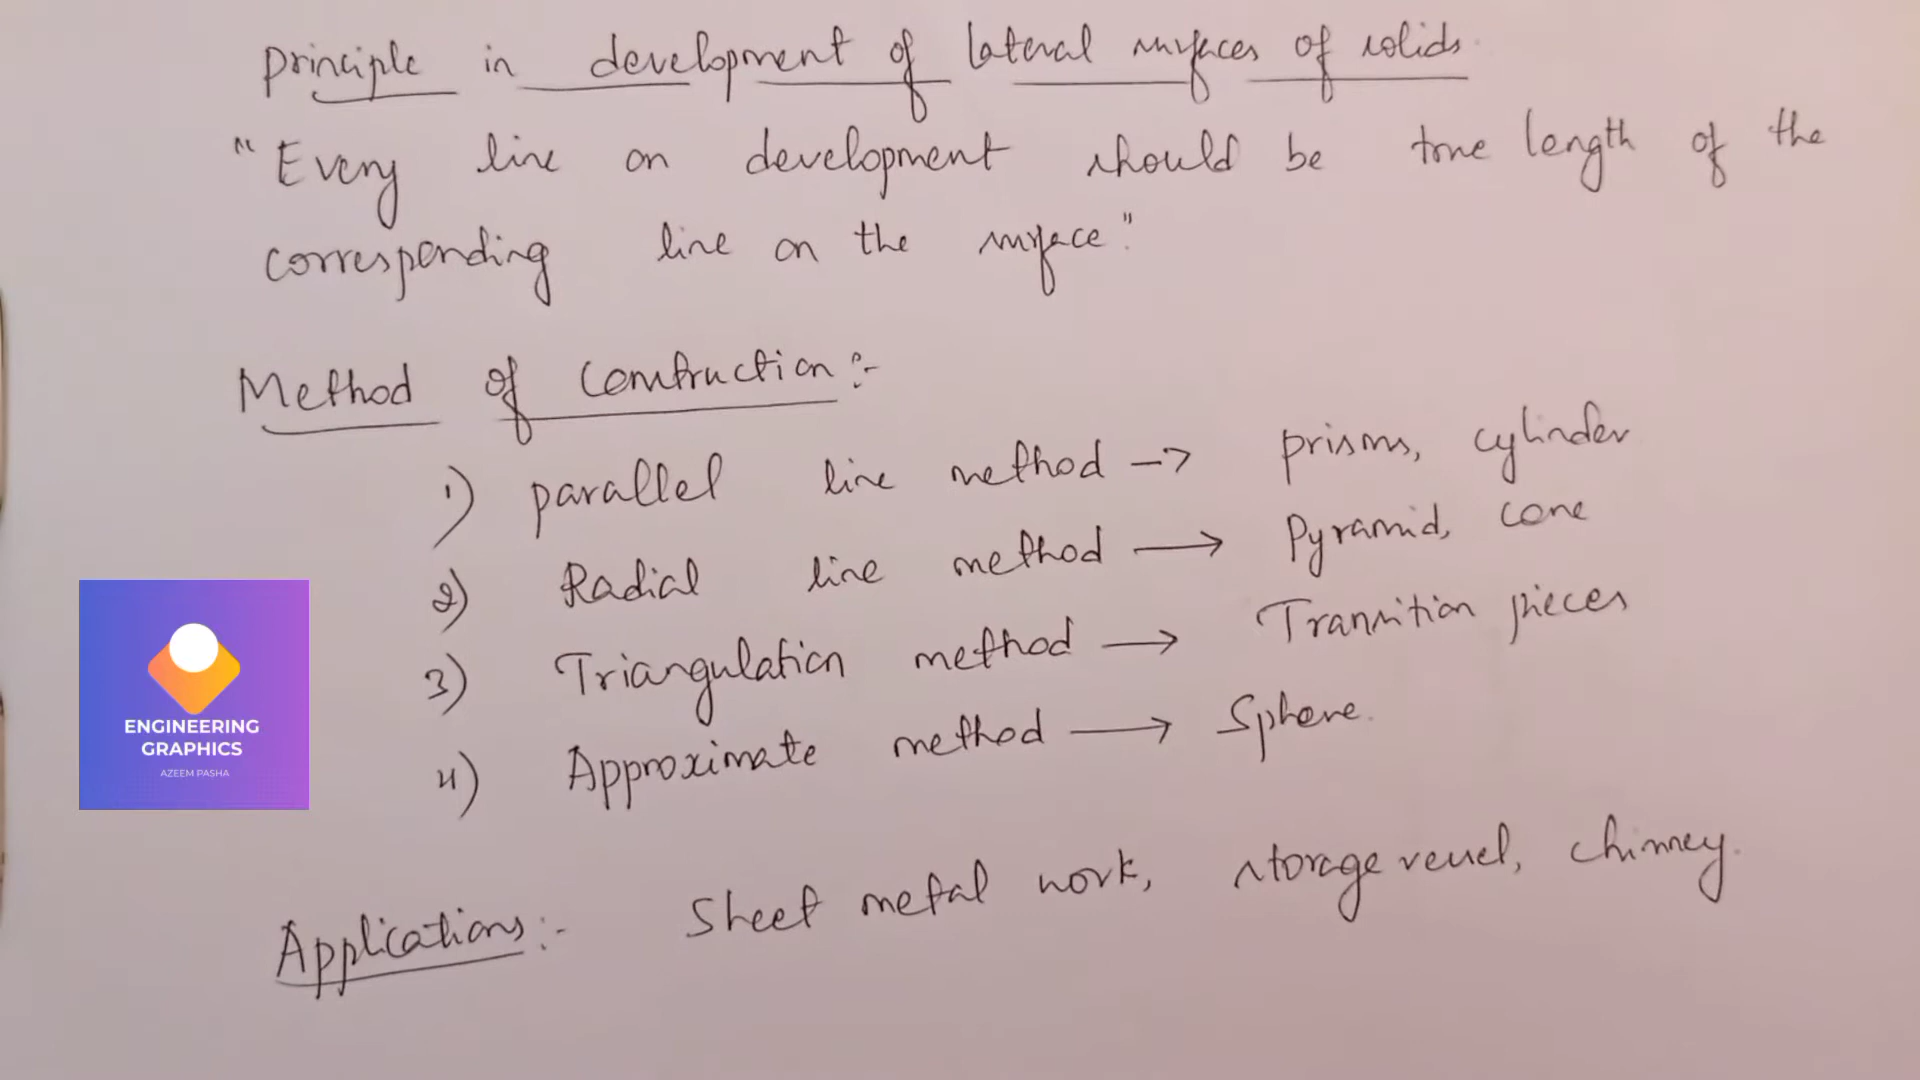 Principle in development of lateral surfaces of solids.
"Every line on development should be true length of the
corresponding line on the surface."
Method of Construction:-
1) parallel line method -> prisms, cylinder
2) Radial line method -> Pyramid, cone
3) Triangulation method -> Transition pieces
4) Approximate method -> Sphere.
ENGINEERING
GRAPHICS
AZEEM PASHA
Applications:- Sheet metal work, storage vessel, chimney.